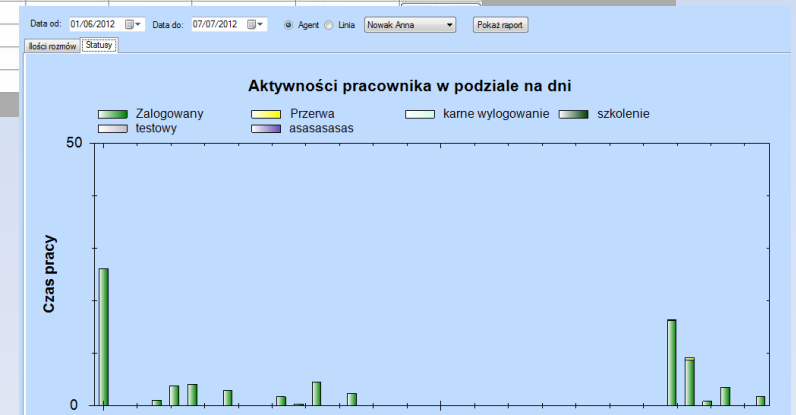 Data od: 01/06/2012 Data do: 07/07/2012 Agent Linia Nowak Anna Pokaż raport
Ilości rozmów Statusy
Aktywności pracownika w podziale na dni
Zalogowany Przerwa karne wylogowanie szkolenie
testowy asasasasas
50
Czas pracy
0